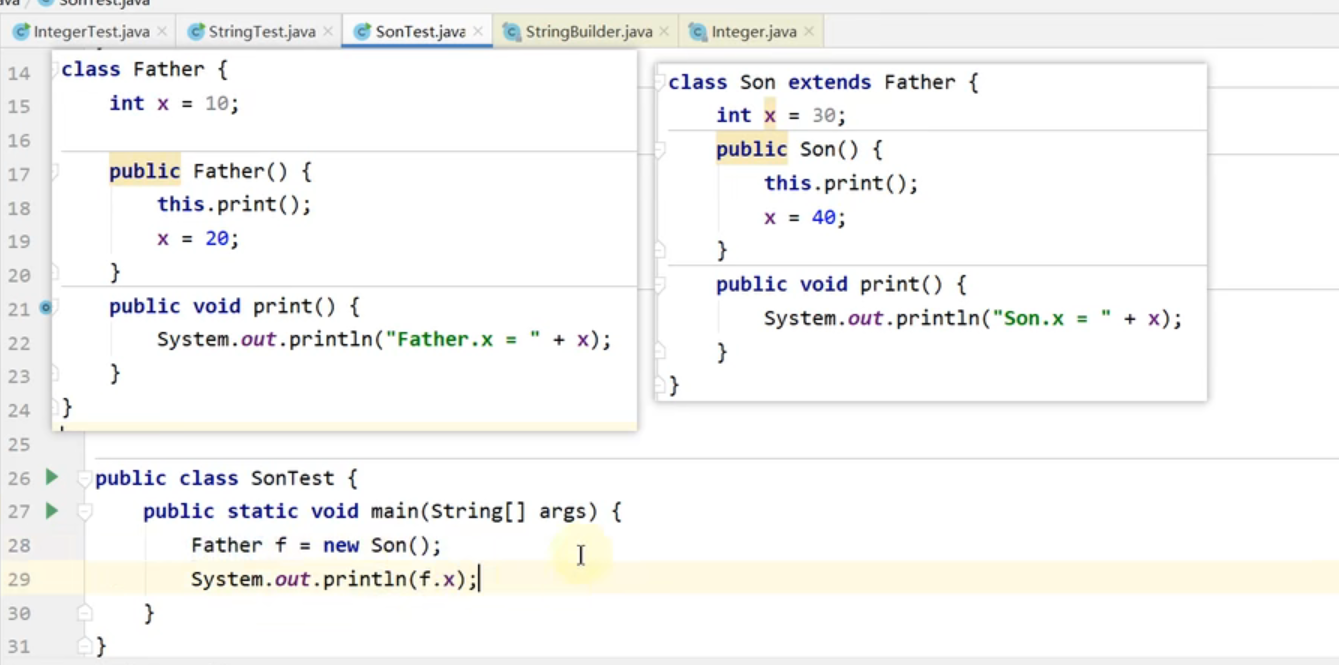 SonTest.java
IntegerTest.java × StringTest.java × SonTest.java × StringBuilder.java × Integer.java ×
14 class Father {
15 int x = 10;
16
17 public Father() {
18 this.print();
19 x = 20;
20 }
21 public void print() {
22 System.out.println("Father.x = " + x);
23 }
24 }
class Son extends Father {
int x = 30;
public Son() {
this.print();
x = 40;
}
public void print() {
System.out.println("Son.x = " + x);
}
}
25
26 public class SonTest {
27 public static void main(String[] args) {
28 Father f = new Son();
29 System.out.println(f.x);
30 }
31 }